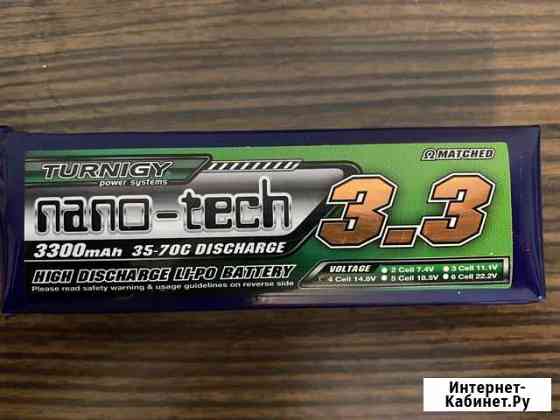 TURNIGY
power systems
Ω MATCHED
nano-tech
3.3
3300mAh 35-70C DISCHARGE
HIGH DISCHARGE LI-PO BATTERY
Please read safety warning & usage guidelines on reverse side
VOLTAGE 2 Cell 7.4V 3 Cell 11.1V
4 Cell 14.8V 5 Cell 18.5V 6 Cell 22.2V
Интернет-
Кабинет.Ру